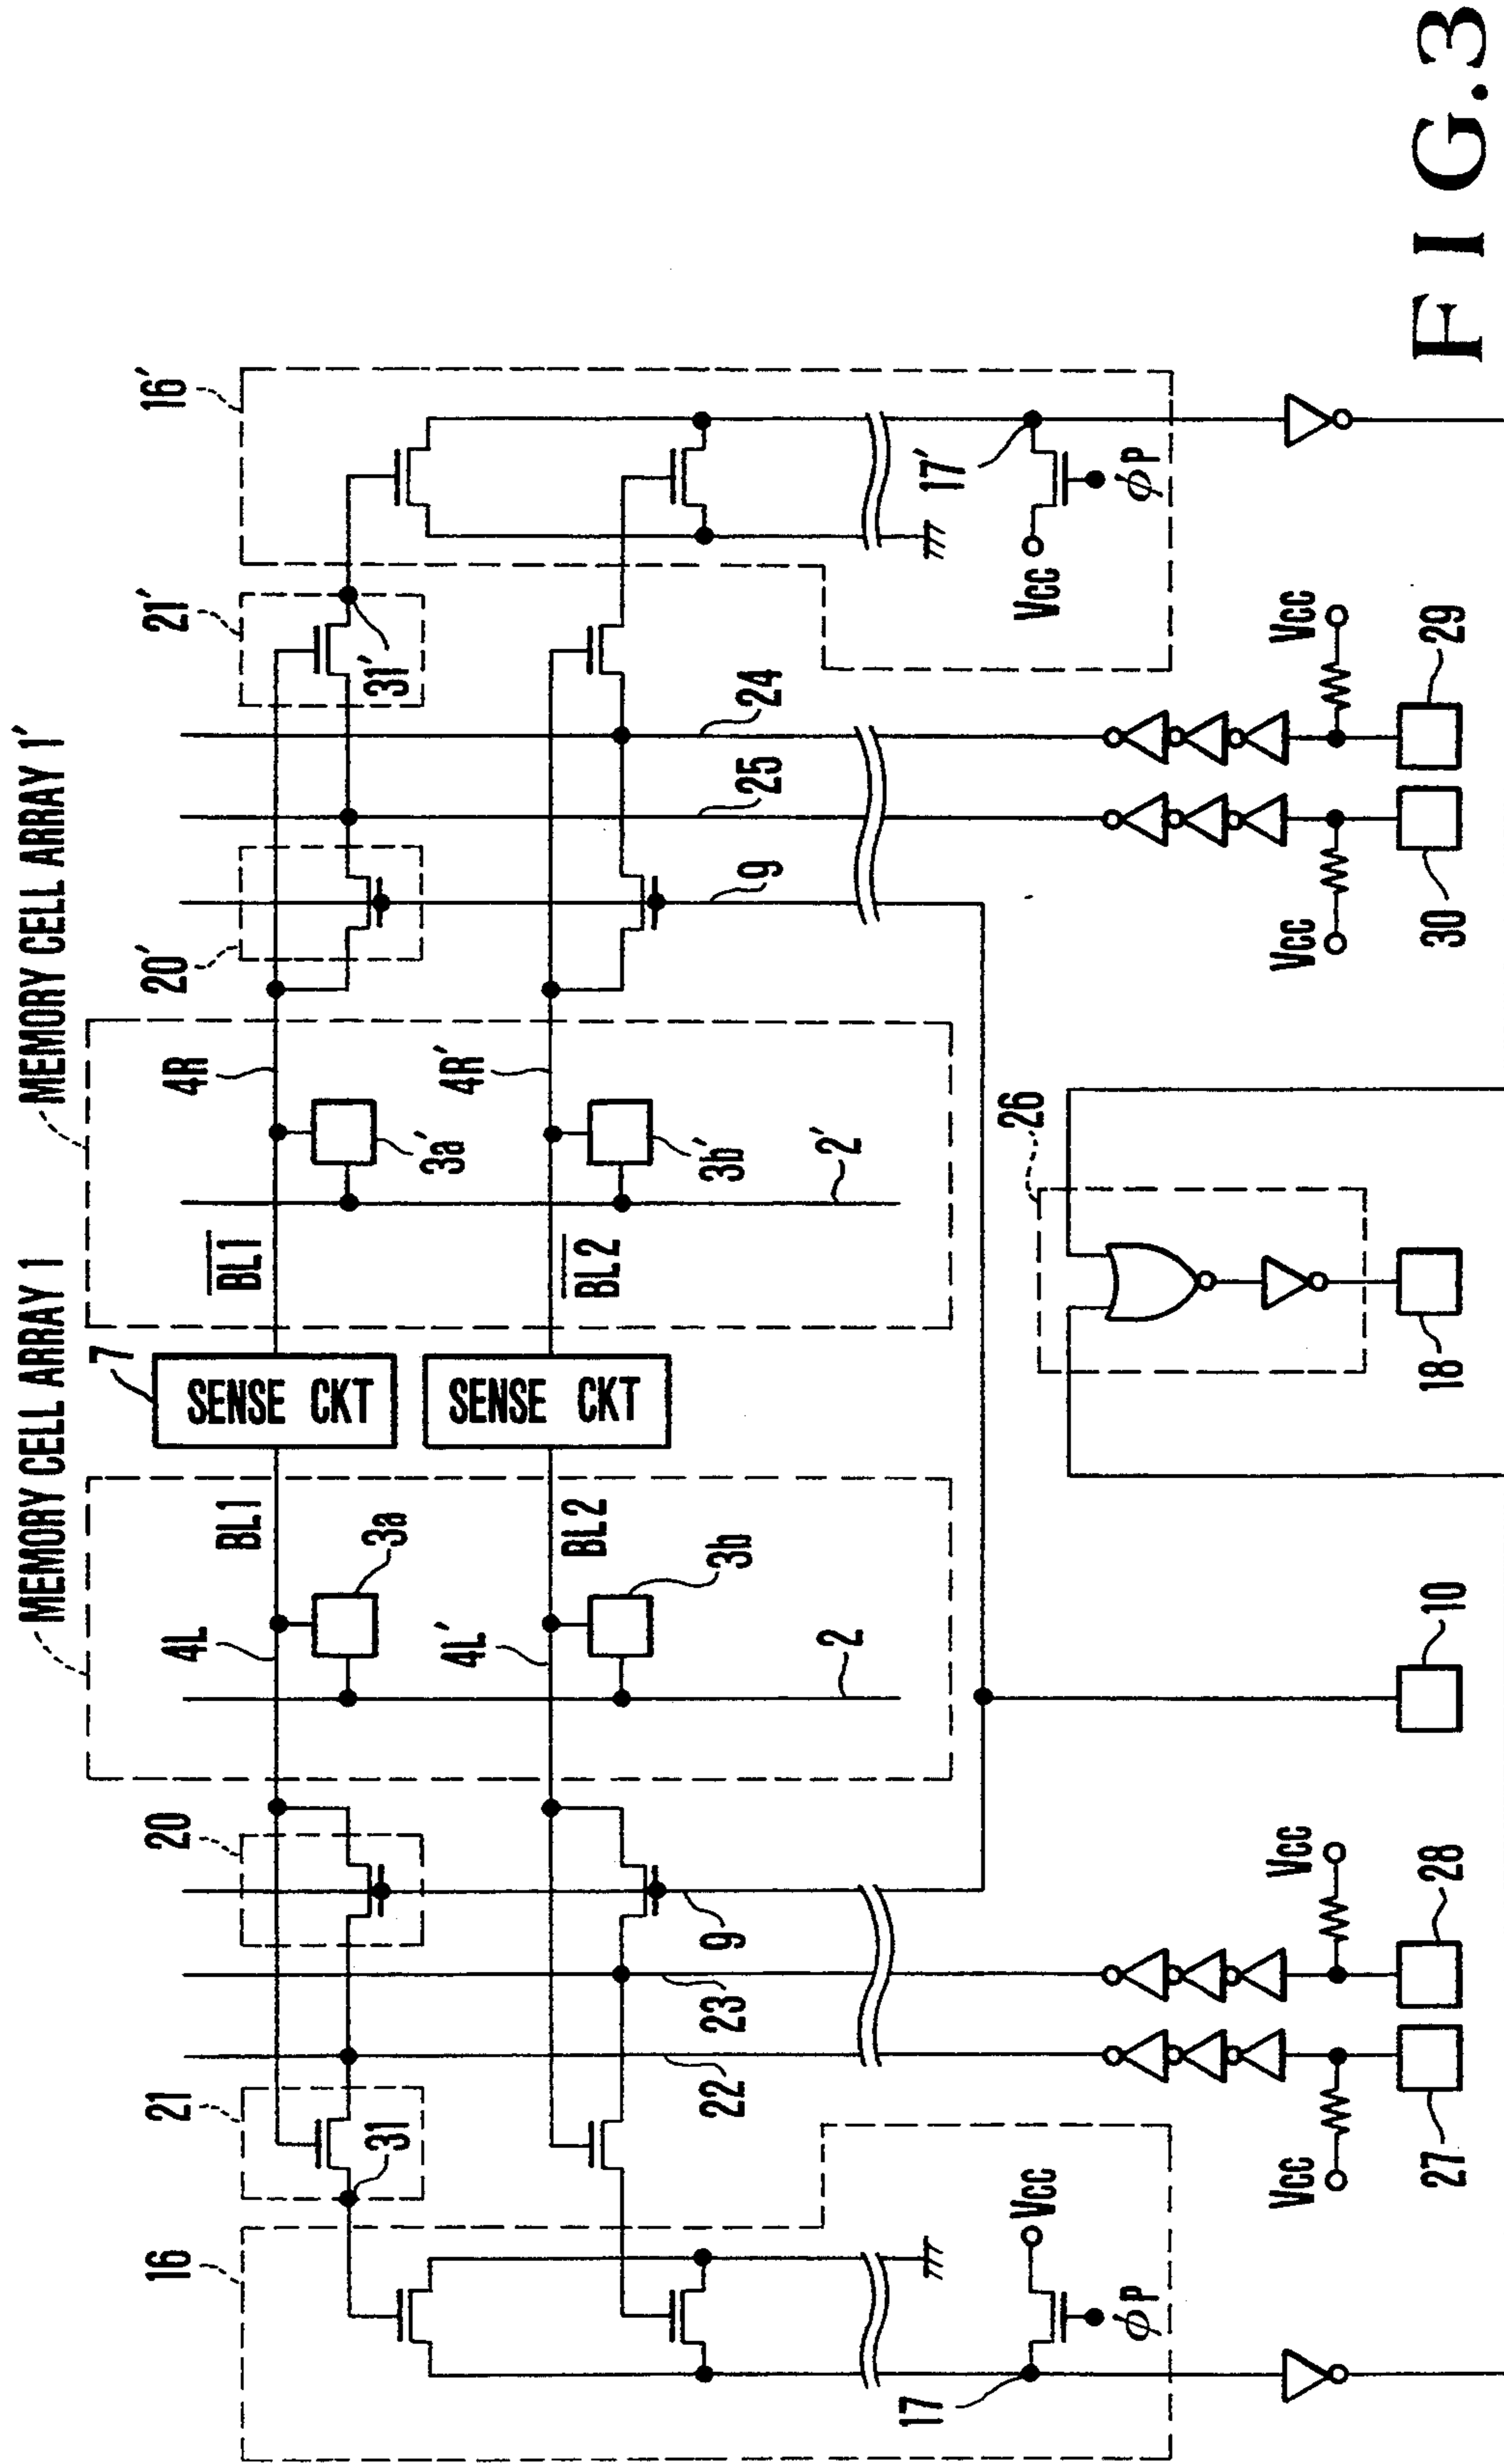 MEMORY CELL ARRAY 1
MEMORY CELL ARRAY 1'
16
21
20
7
20'
21'
16'
4L
BL1
SENSE CKT
BL1
4R
31
3a
3a'
31'
4L'
BL2
SENSE CKT
BL2
4R'
22
23
9
3b
3b'
9
25
24
2
2'
17
Vcc
Vcc
17'
φP
φP
26
Vcc
Vcc
Vcc
Vcc
27
28
10
18
30
29
FIG.3